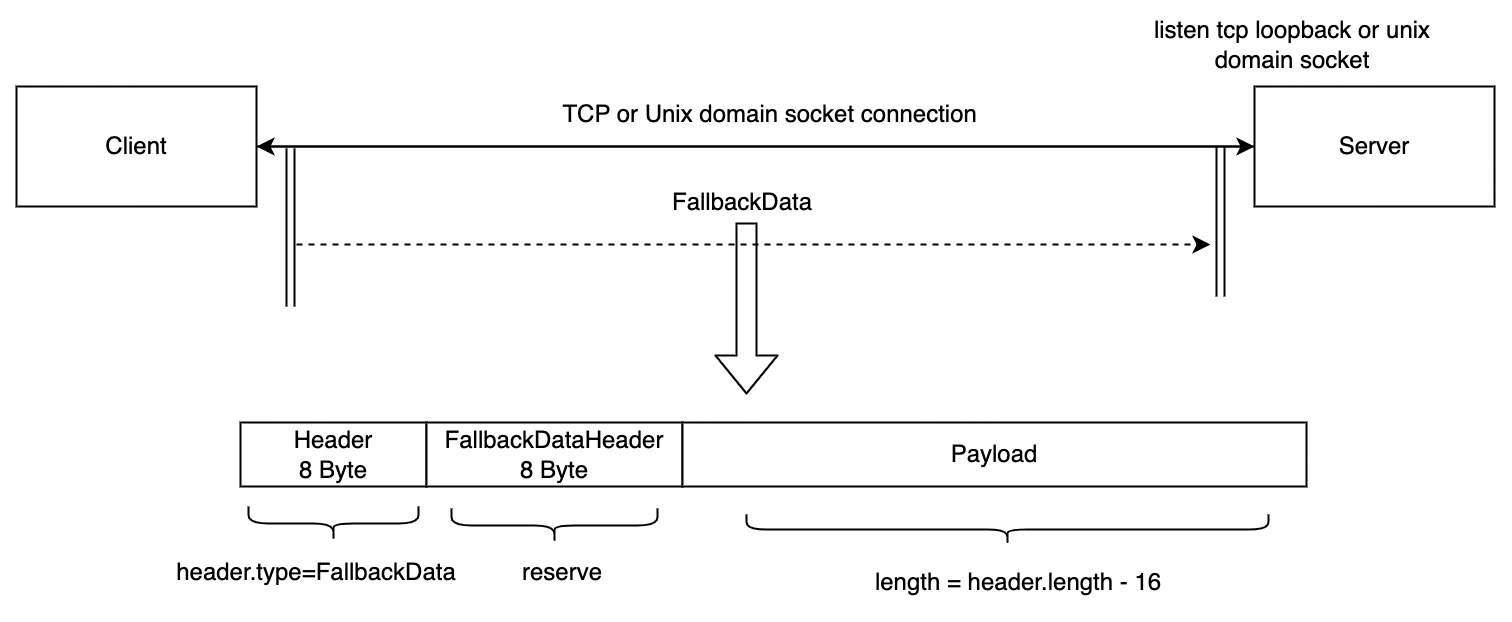 listen tcp loopback or unix
domain socket
Client
TCP or Unix domain socket connection
Server
FallbackData
Header
8 Byte
FallbackDataHeader
8 Byte
Payload
header.type=FallbackData
reserve
length = header.length - 16